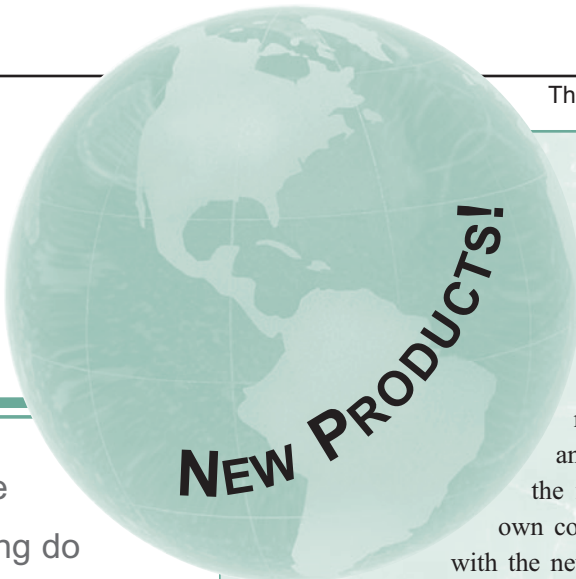 Th
NEW PRODUCTS!
ng do
an
the
own co
with the ne